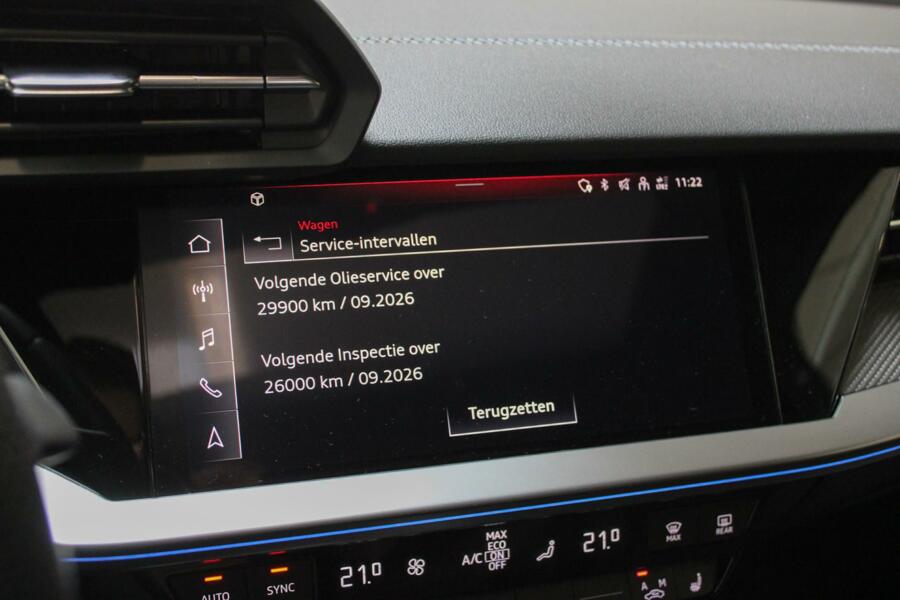 11:22
Wagen
Service-intervallen
Volgende Olieservice over
29900 km / 09.2026
Volgende Inspectie over
26000 km / 09.2026
Terugzetten
AUTO
SYNC
21.0
MAX
ECO
A/C ON
OFF
21.0
MAX
REAR
A M